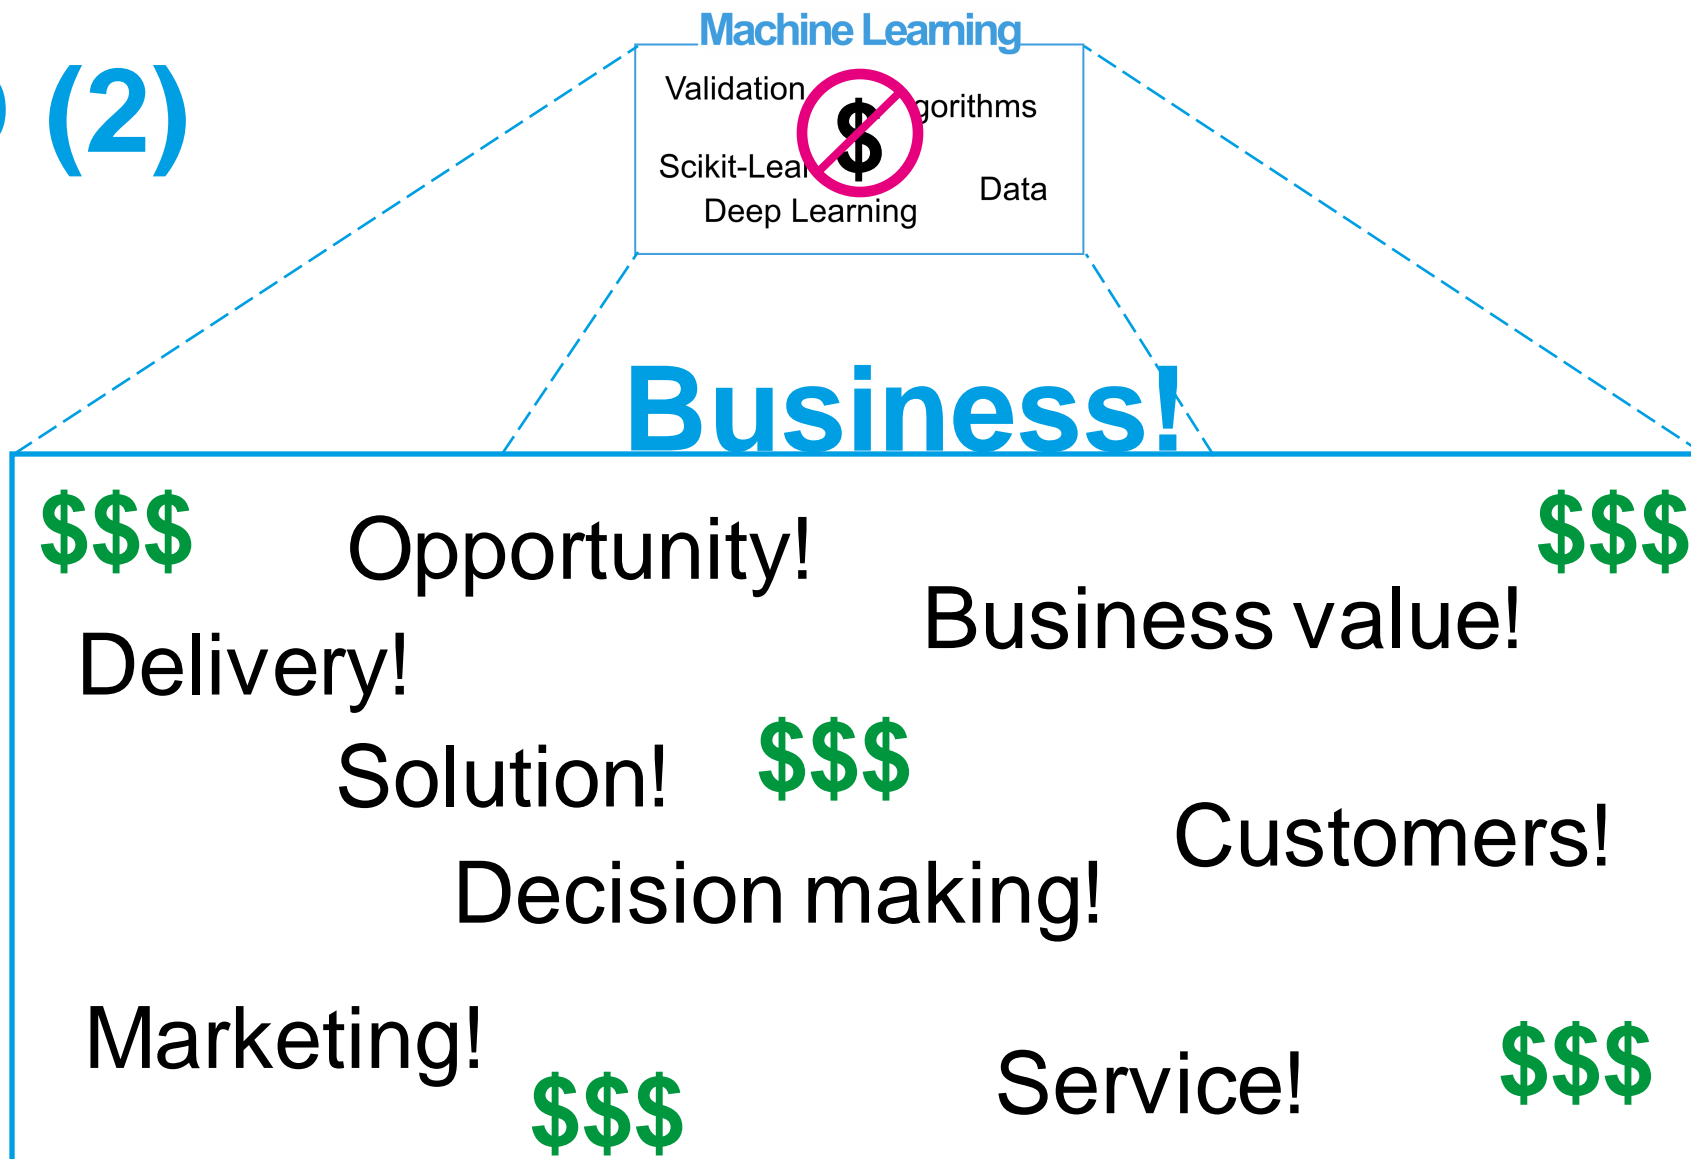 Machine Learning
(2)
Validation
$
gorithms
Scikit-Lear
Data
Deep Learning
Business!
$$$
Opportunity!
$$$
Business value!
Delivery!
Solution!
$$$
Customers!
Decision making!
Marketing!
Service!
$$$
$$$